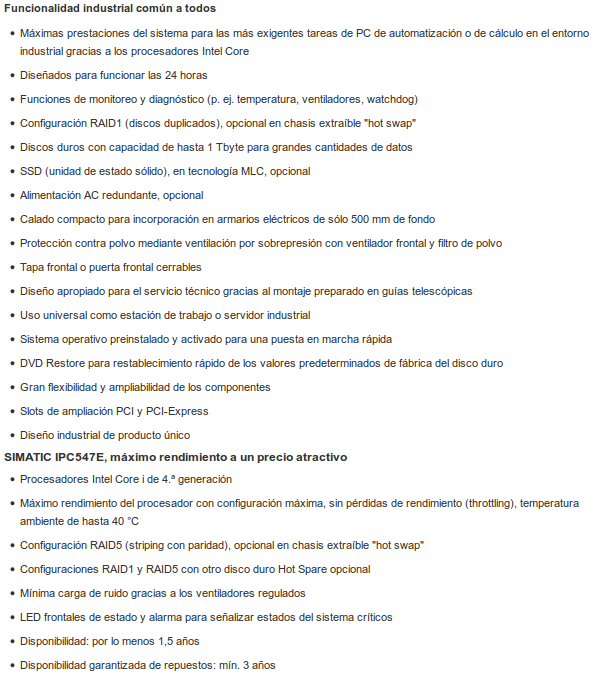 Funcionalidad industrial común a todos
• Máximas prestaciones del sistema para las más exigentes tareas de PC de automatización o de cálculo en el entorno
industrial gracias a los procesadores Intel Core
• Diseñados para funcionar las 24 horas
• Funciones de monitoreo y diagnóstico (p. ej. temperatura, ventiladores, watchdog)
• Configuración RAID1 (discos duplicados), opcional en chasis extraíble "hot swap"
• Discos duros con capacidad de hasta 1 Tbyte para grandes cantidades de datos
• SSD (unidad de estado sólido), en tecnología MLC, opcional
• Alimentación AC redundante, opcional
• Calado compacto para incorporación en armarios eléctricos de sólo 500 mm de fondo
• Protección contra polvo mediante ventilación por sobrepresión con ventilador frontal y filtro de polvo
• Tapa frontal o puerta frontal cerrables
• Diseño apropiado para el servicio técnico gracias al montaje preparado en guías telescópicas
• Uso universal como estación de trabajo o servidor industrial
• Sistema operativo preinstalado y activado para una puesta en marcha rápida
• DVD Restore para restablecimiento rápido de los valores predeterminados de fábrica del disco duro
• Gran flexibilidad y ampliabilidad de los componentes
• Slots de ampliación PCI y PCI-Express
• Diseño industrial de producto único
SIMATIC IPC547E, máximo rendimiento a un precio atractivo
• Procesadores Intel Core i de 4.ª generación
• Máximo rendimiento del procesador con configuración máxima, sin pérdidas de rendimiento (throttling), temperatura
ambiente de hasta 40 °C
• Configuración RAID5 (striping con paridad), opcional en chasis extraíble "hot swap"
• Configuraciones RAID1 y RAID5 con otro disco duro Hot Spare opcional
• Mínima carga de ruido gracias a los ventiladores regulados
• LED frontales de estado y alarma para señalizar estados del sistema críticos
• Disponibilidad: por lo menos 1,5 años
• Disponibilidad garantizada de repuestos: mín. 3 años